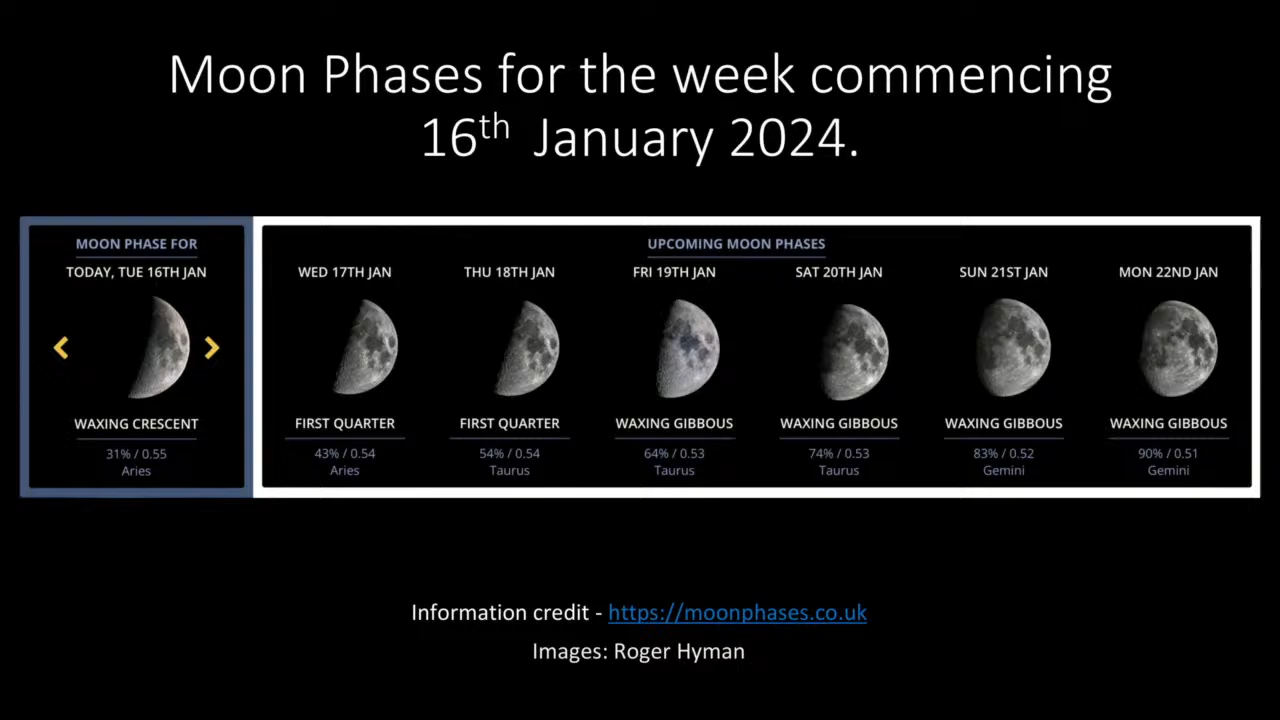 Moon Phases for the week commencing
16th January 2024.
MOON PHASE FOR
TODAY, TUE 16TH JAN
WAXING CRESCENT
31% / 0.55
Aries
UPCOMING MOON PHASES
WED 17TH JAN
FIRST QUARTER
43% / 0.54
Aries
THU 18TH JAN
FIRST QUARTER
54% / 0.54
Taurus
FRI 19TH JAN
WAXING GIBBOUS
64% / 0.53
Taurus
SAT 20TH JAN
WAXING GIBBOUS
74% / 0.53
Taurus
SUN 21ST JAN
WAXING GIBBOUS
83% / 0.52
Gemini
MON 22ND JAN
WAXING GIBBOUS
90% / 0.51
Gemini
Information credit - https://moonphases.co.uk
Images: Roger Hyman